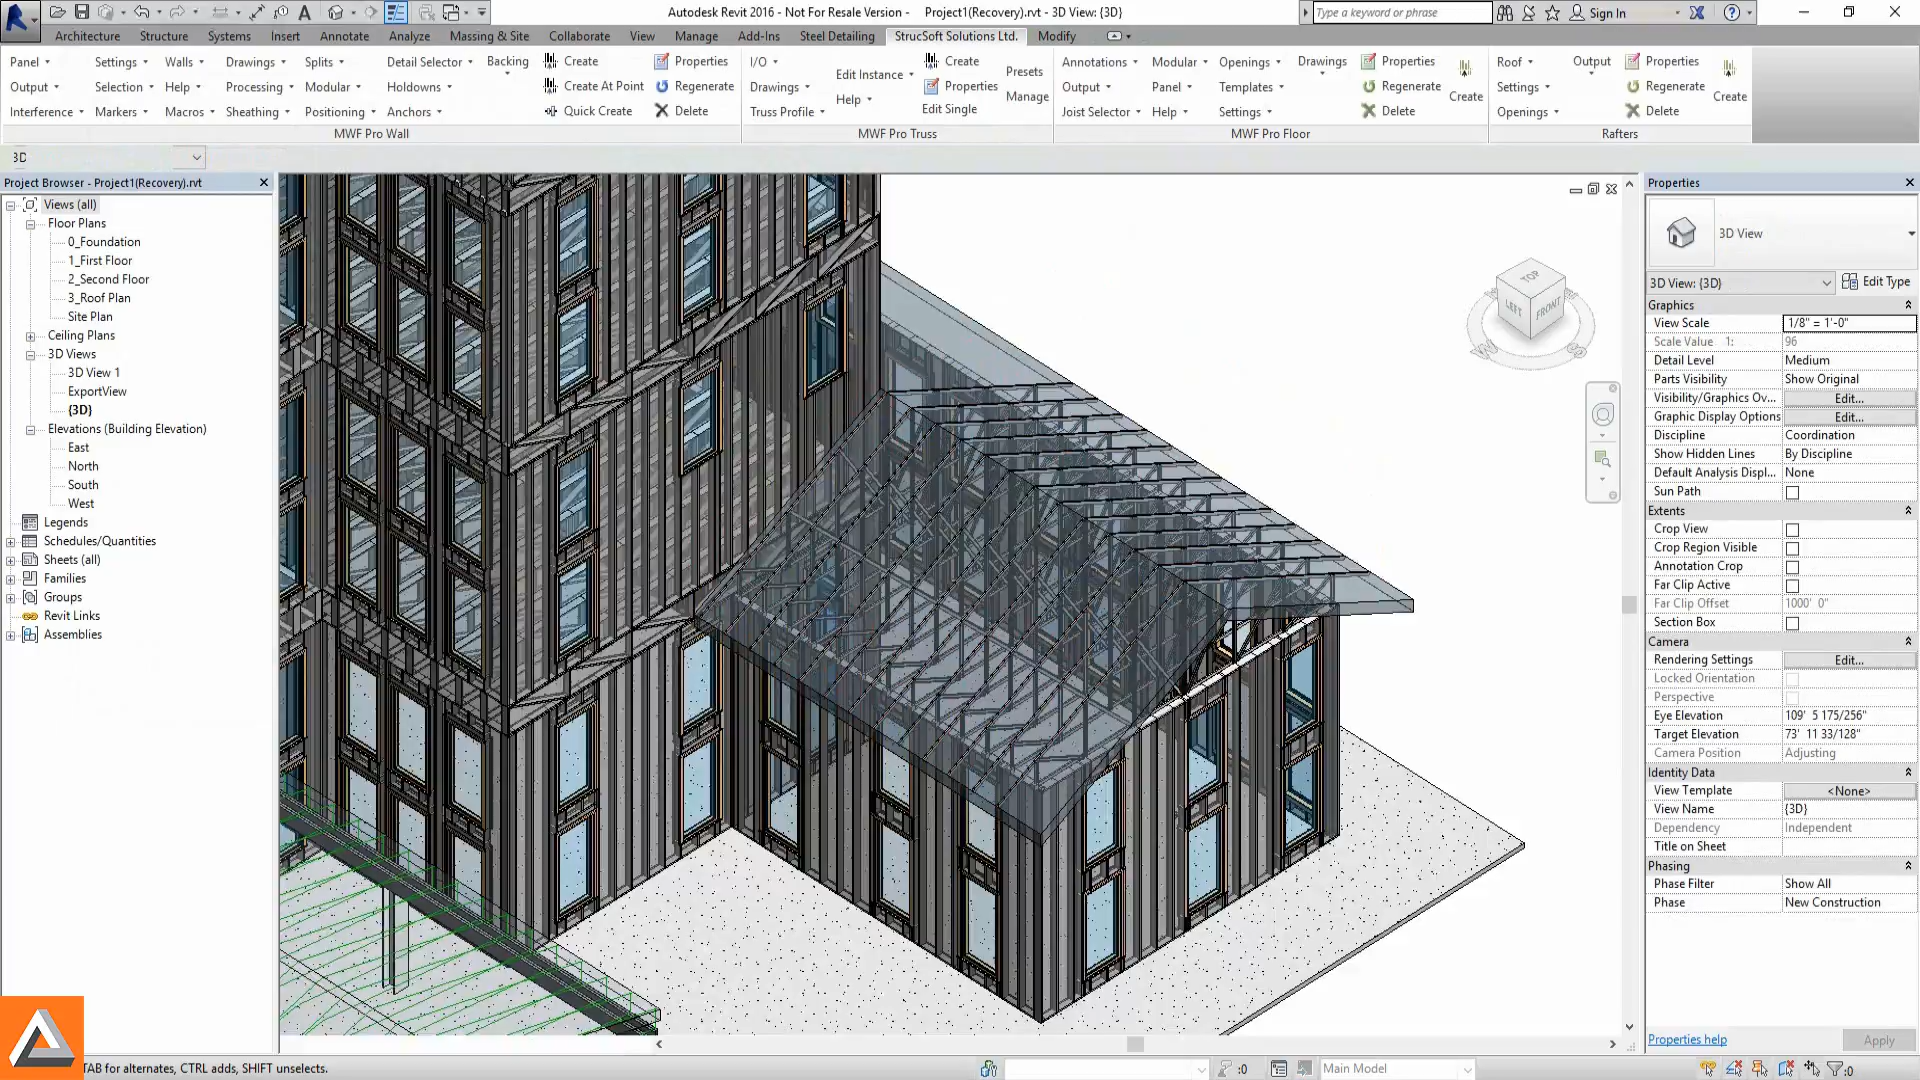 Autodesk Revit 2016 - Not For Resale Version - Project1(Recovery).rvt - 3D View: {3D}
Type a keyword or phrase
Sign In
Architecture Structure Systems Insert Annotate Analyze Massing & Site Collaborate View Manage Add-Ins Steel Detailing StrucSoft Solutions Ltd. Modify
Panel Settings Walls Drawings Splits Detail Selector Backing Create Properties I/O Edit Instance Create Presets Annotations Modular Openings Drawings Properties Create Roof Output Properties Create
Output Selection Help Processing Modular Holdowns Create At Point Regenerate Drawings Help Properties Manage Output Panel Templates Regenerate Settings Regenerate
Interference Markers Macros Sheathing Positioning Anchors Quick Create Delete Truss Profile Edit Single Joist Selector Help Settings Delete Openings Delete
MWF Pro Wall MWF Pro Truss MWF Pro Floor Rafters
3D
Project Browser - Project1(Recovery).rvt
Views (all)
Floor Plans
0_Foundation
1_First Floor
2_Second Floor
3_Roof Plan
Site Plan
Ceiling Plans
3D Views
3D View 1
ExportView
{3D}
Elevations (Building Elevation)
East
North
South
West
Legends
Schedules/Quantities
Sheets (all)
Families
Groups
Revit Links
Assemblies
TOP
LEFT
FRONT
W
S
Properties
3D View
3D View: {3D} Edit Type
Graphics
View Scale 1/8" = 1'-0"
Scale Value 1: 96
Detail Level Medium
Parts Visibility Show Original
Visibility/Graphics Ov... Edit...
Graphic Display Options Edit...
Discipline Coordination
Show Hidden Lines By Discipline
Default Analysis Displ... None
Sun Path
Extents
Crop View
Crop Region Visible
Annotation Crop
Far Clip Active
Far Clip Offset 1000' 0"
Section Box
Camera
Rendering Settings Edit...
Locked Orientation
Perspective
Eye Elevation 109' 5 175/256"
Target Elevation 73' 11 33/128"
Camera Position Adjusting
Identity Data
View Template <None>
View Name {3D}
Dependency Independent
Title on Sheet
Phasing
Phase Filter Show All
Phase New Construction
Properties help Apply
TAB for alternates, CTRL adds, SHIFT unselects.
:0
Main Model
:0